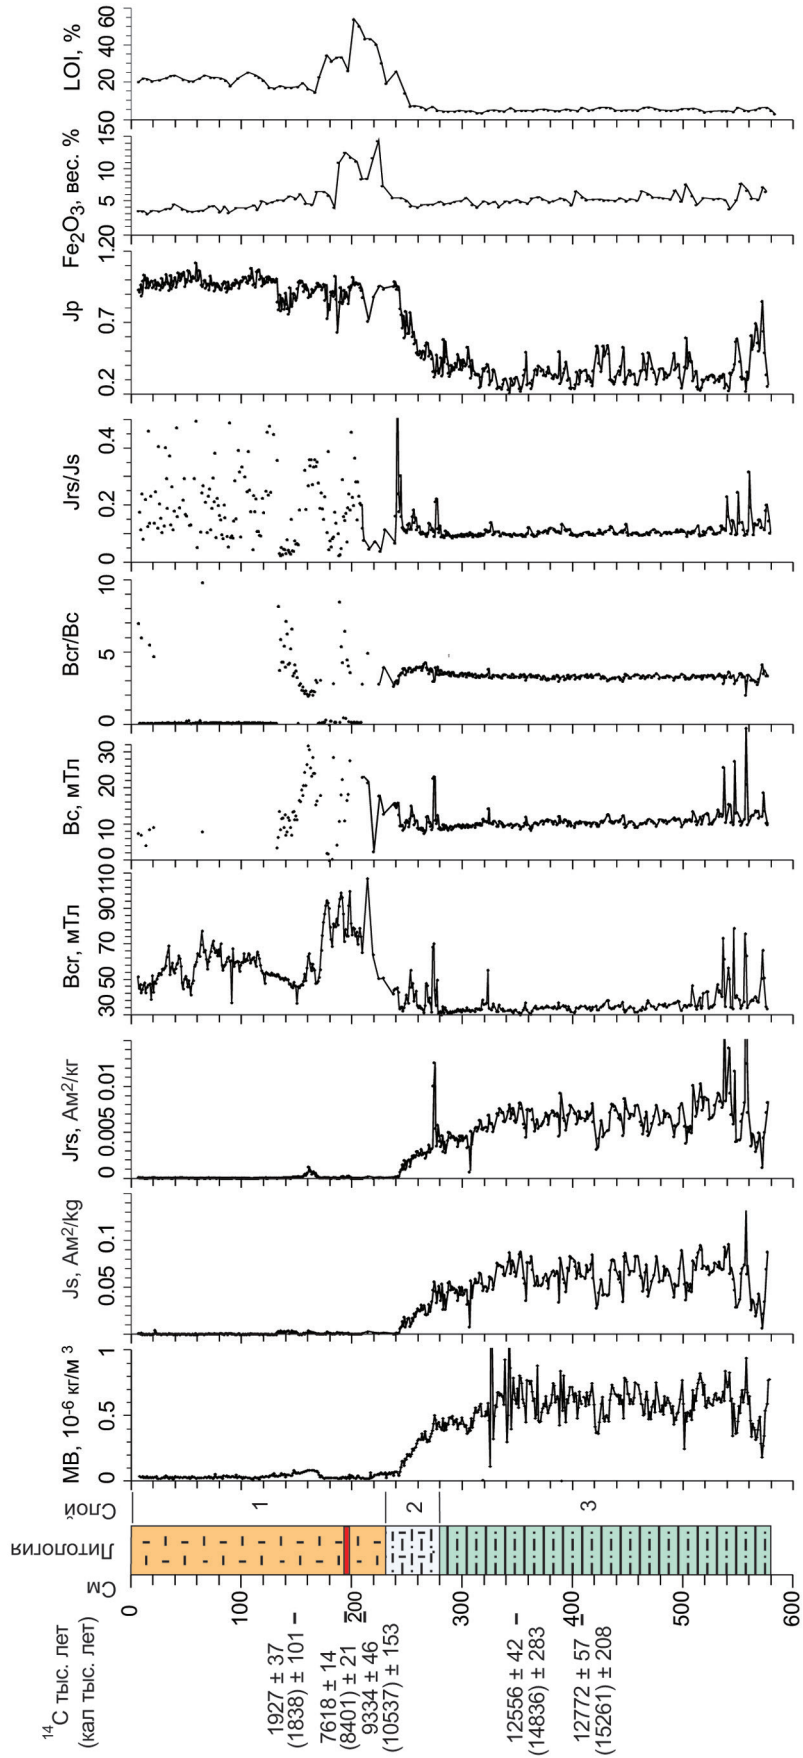 LOI, %
20 40 60
Fe₂O₃, вес. %
20
5 10 150
Jp
0.2 0.7 1.2
Jrs/Js
0 0.2 0.4
Bcr/Bc
0 5 10
Bc, мТл
0 10 20 30
Bcr, мТл
30 50 70 90 110
Jrs, Ам²/кг
0 0.005 0.01
Js, Ам²/kg
0.05 0.1
МВ, 10⁻⁶ кг/м ³
0 0.5 1
Слой
1 2 3
Литология
См
0 100 200 300 400 500 600
¹⁴C тыс. лет
(кал тыс. лет)
1927 ± 37
(1838) ± 101
7618 ± 14
(8401) ± 21
9334 ± 46
(10537) ± 153
12556 ± 42
(14836) ± 283
12772 ± 57
(15261) ± 208